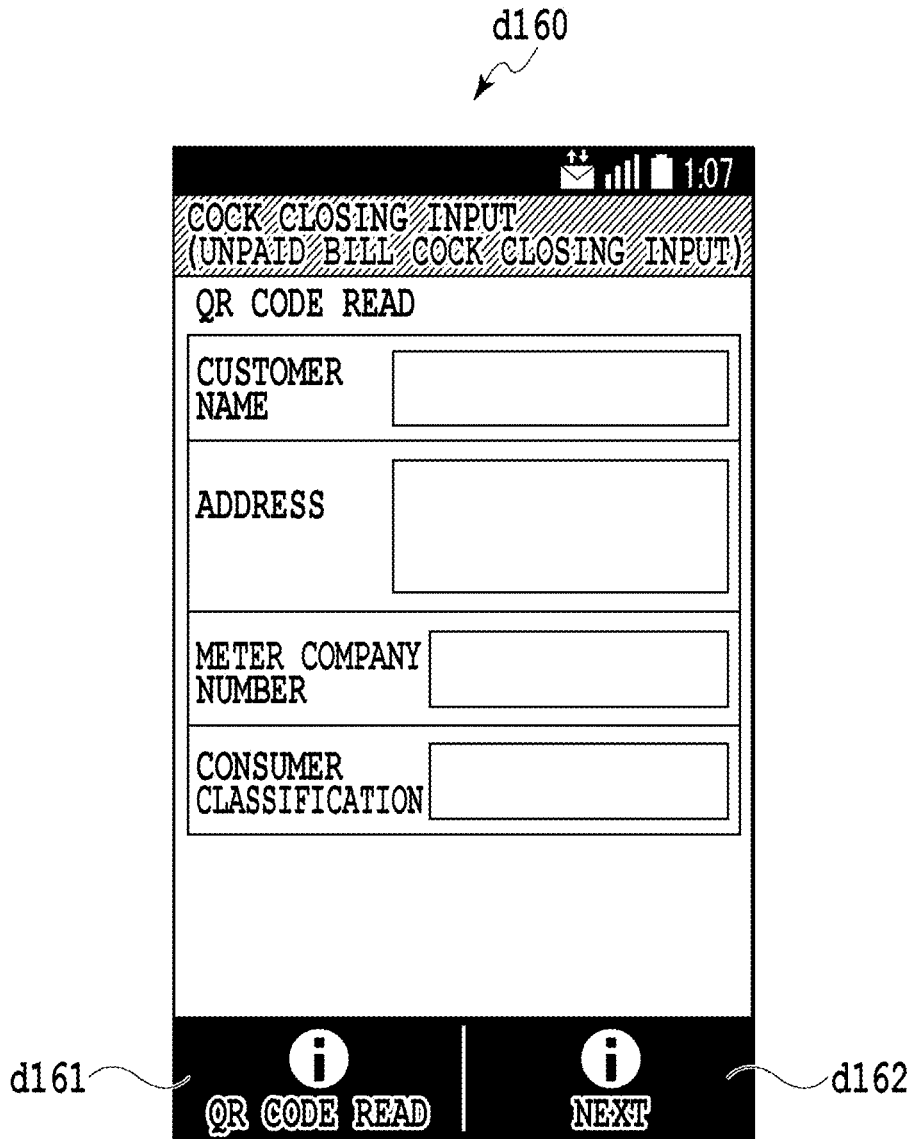 d160
1:07
COCK CLOSING INPUT
(UNPAID BILL COCK CLOSING INPUT)
QR CODE READ
CUSTOMER
NAME
ADDRESS
METER COMPANY
NUMBER
CONSUMER
CLASSIFICATION
d161
QR CODE READ
NEXT
d162